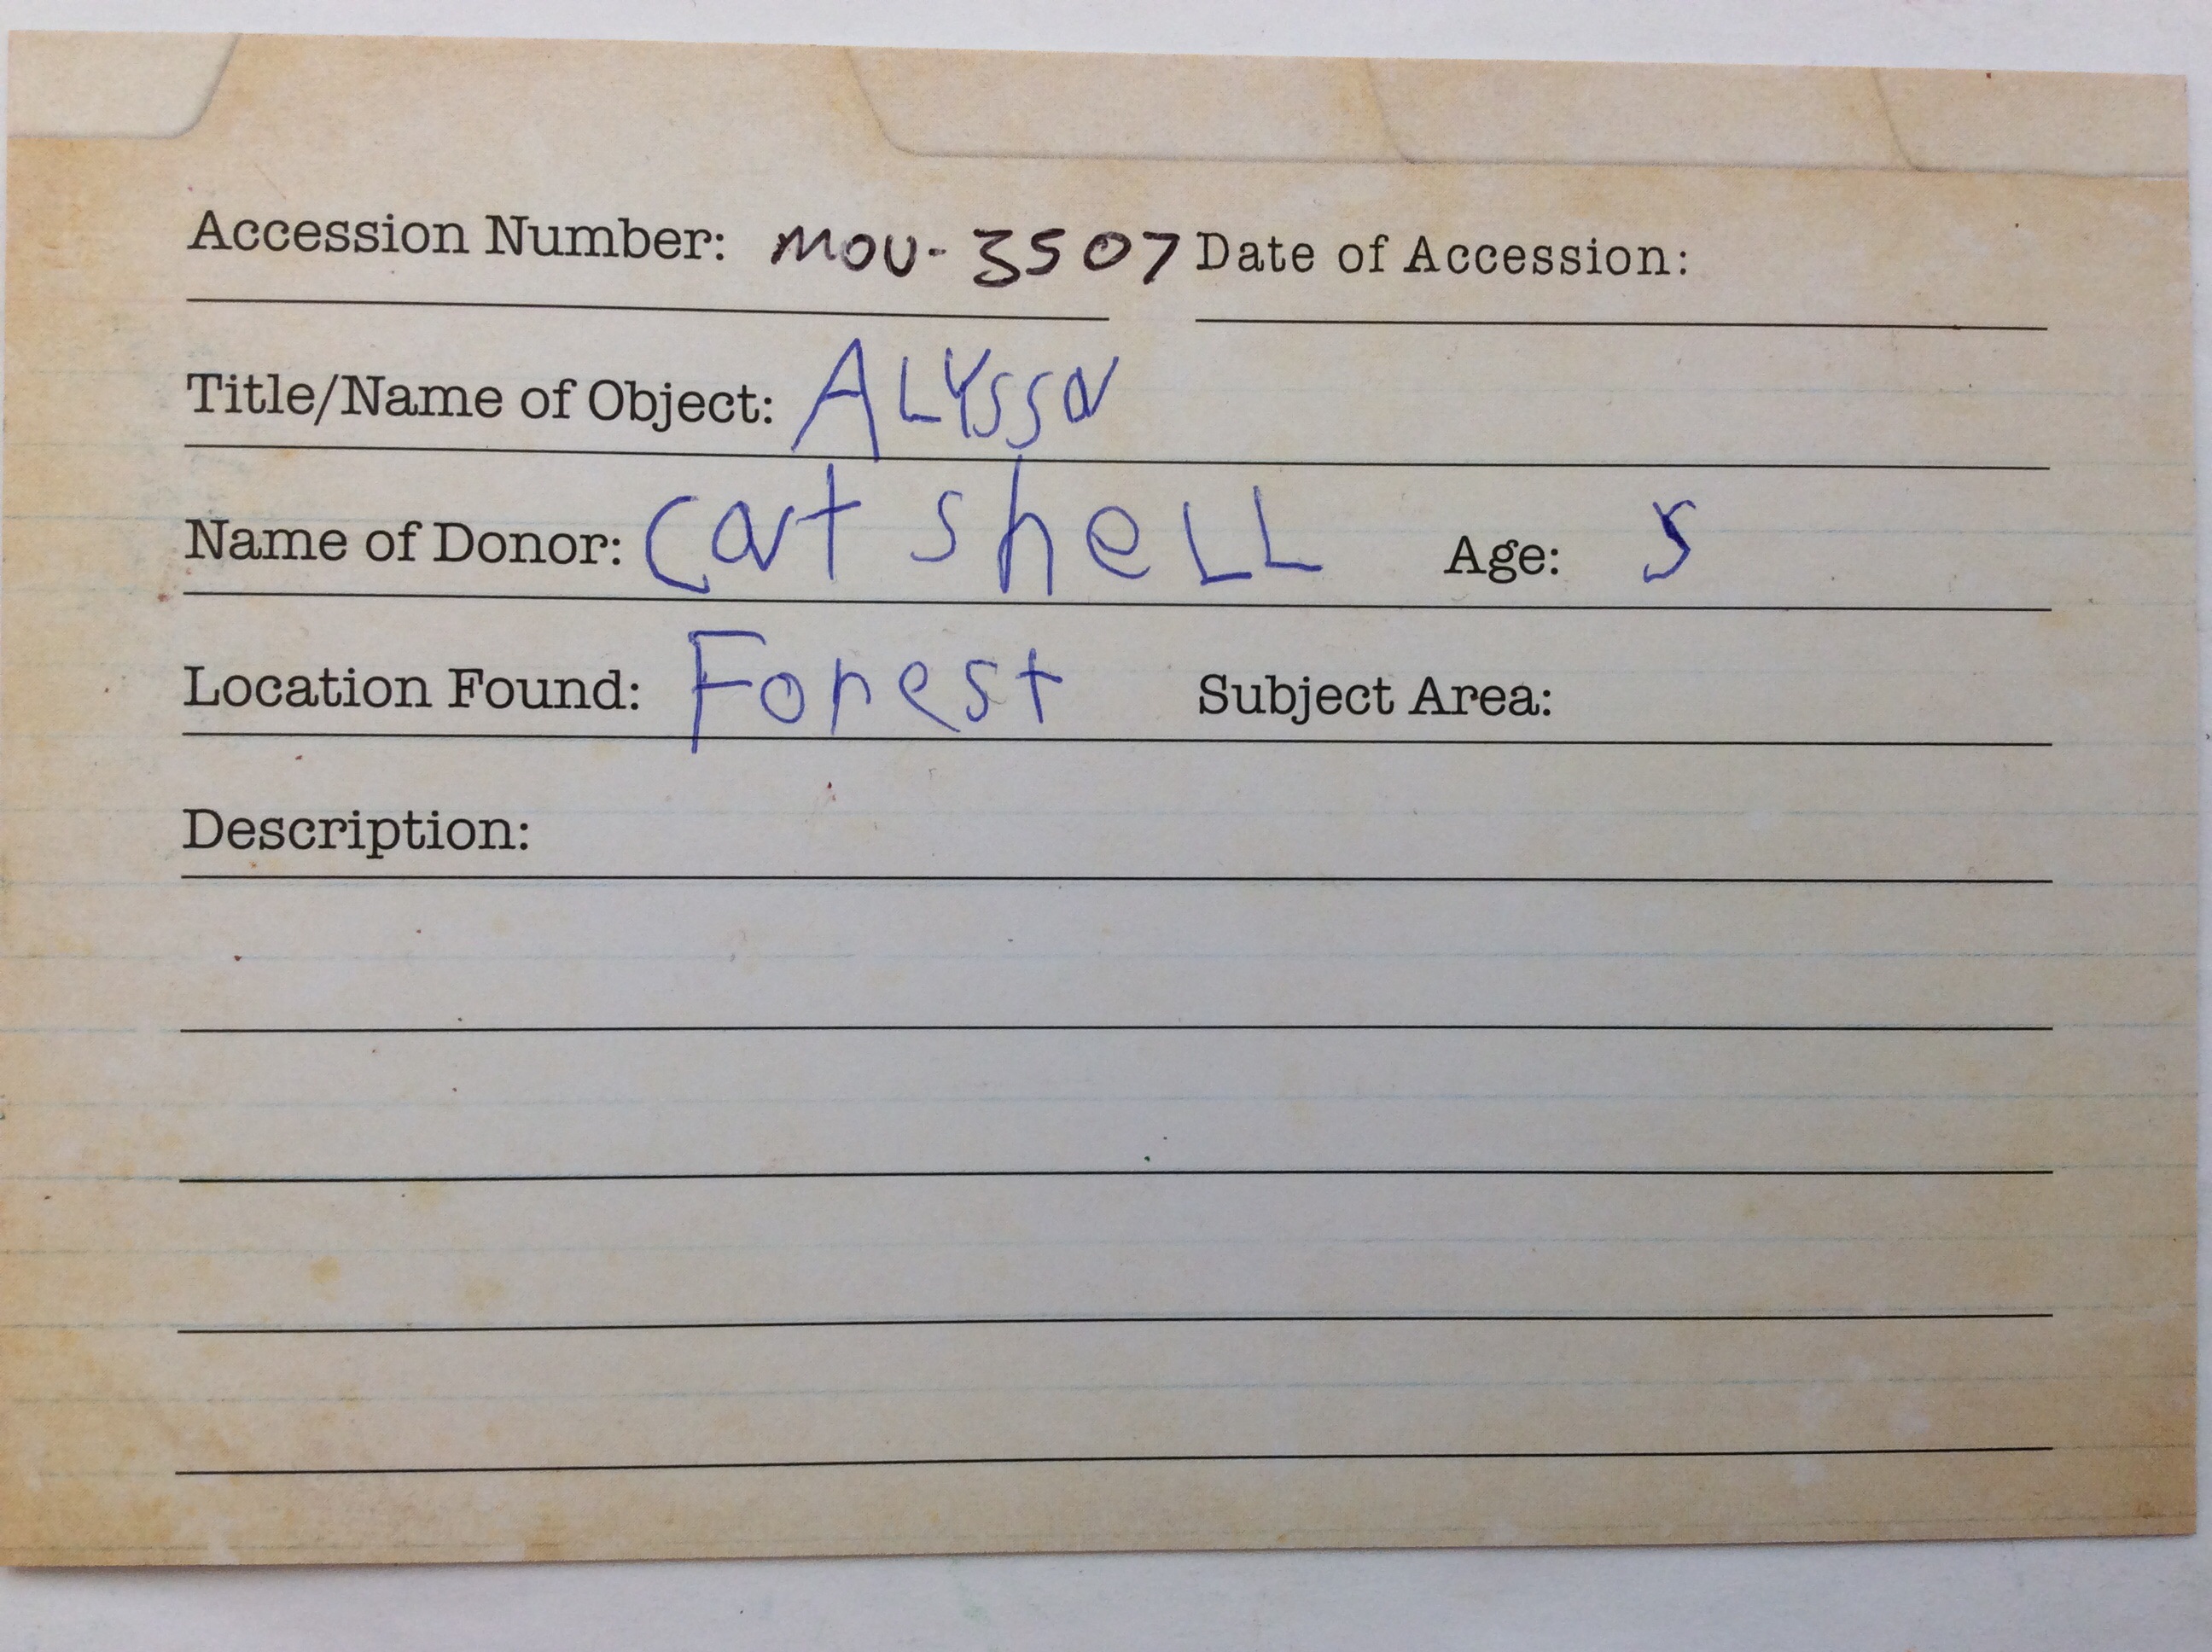 Accession Number: MOU-3507 Date of Accession:
Title/Name of Object: ALYssa
Name of Donor: cat sheLL Age: 5
Location Found: Forest Subject Area:
Description: